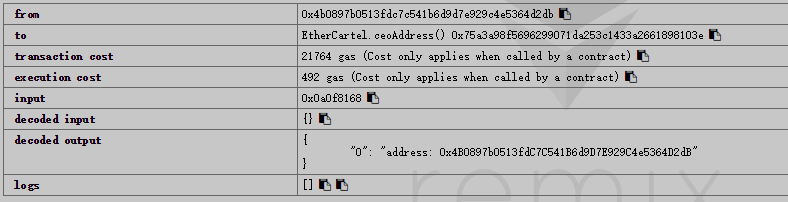 from 0x4b0897b0513fdc7c541b6d9d7e929c4e5364d2db
to EtherCartel.ceoAddress() 0x75a3a98f5696299071da253c1433a2661898103e
transaction cost 21764 gas (Cost only applies when called by a contract)
execution cost 492 gas (Cost only applies when called by a contract)
input 0x0a0f8168
decoded input {}
decoded output {
"0": "address: 0x4B0897b0513fdC7C541B6d9D7E929C4e5364D2dB"
}
logs []
remix